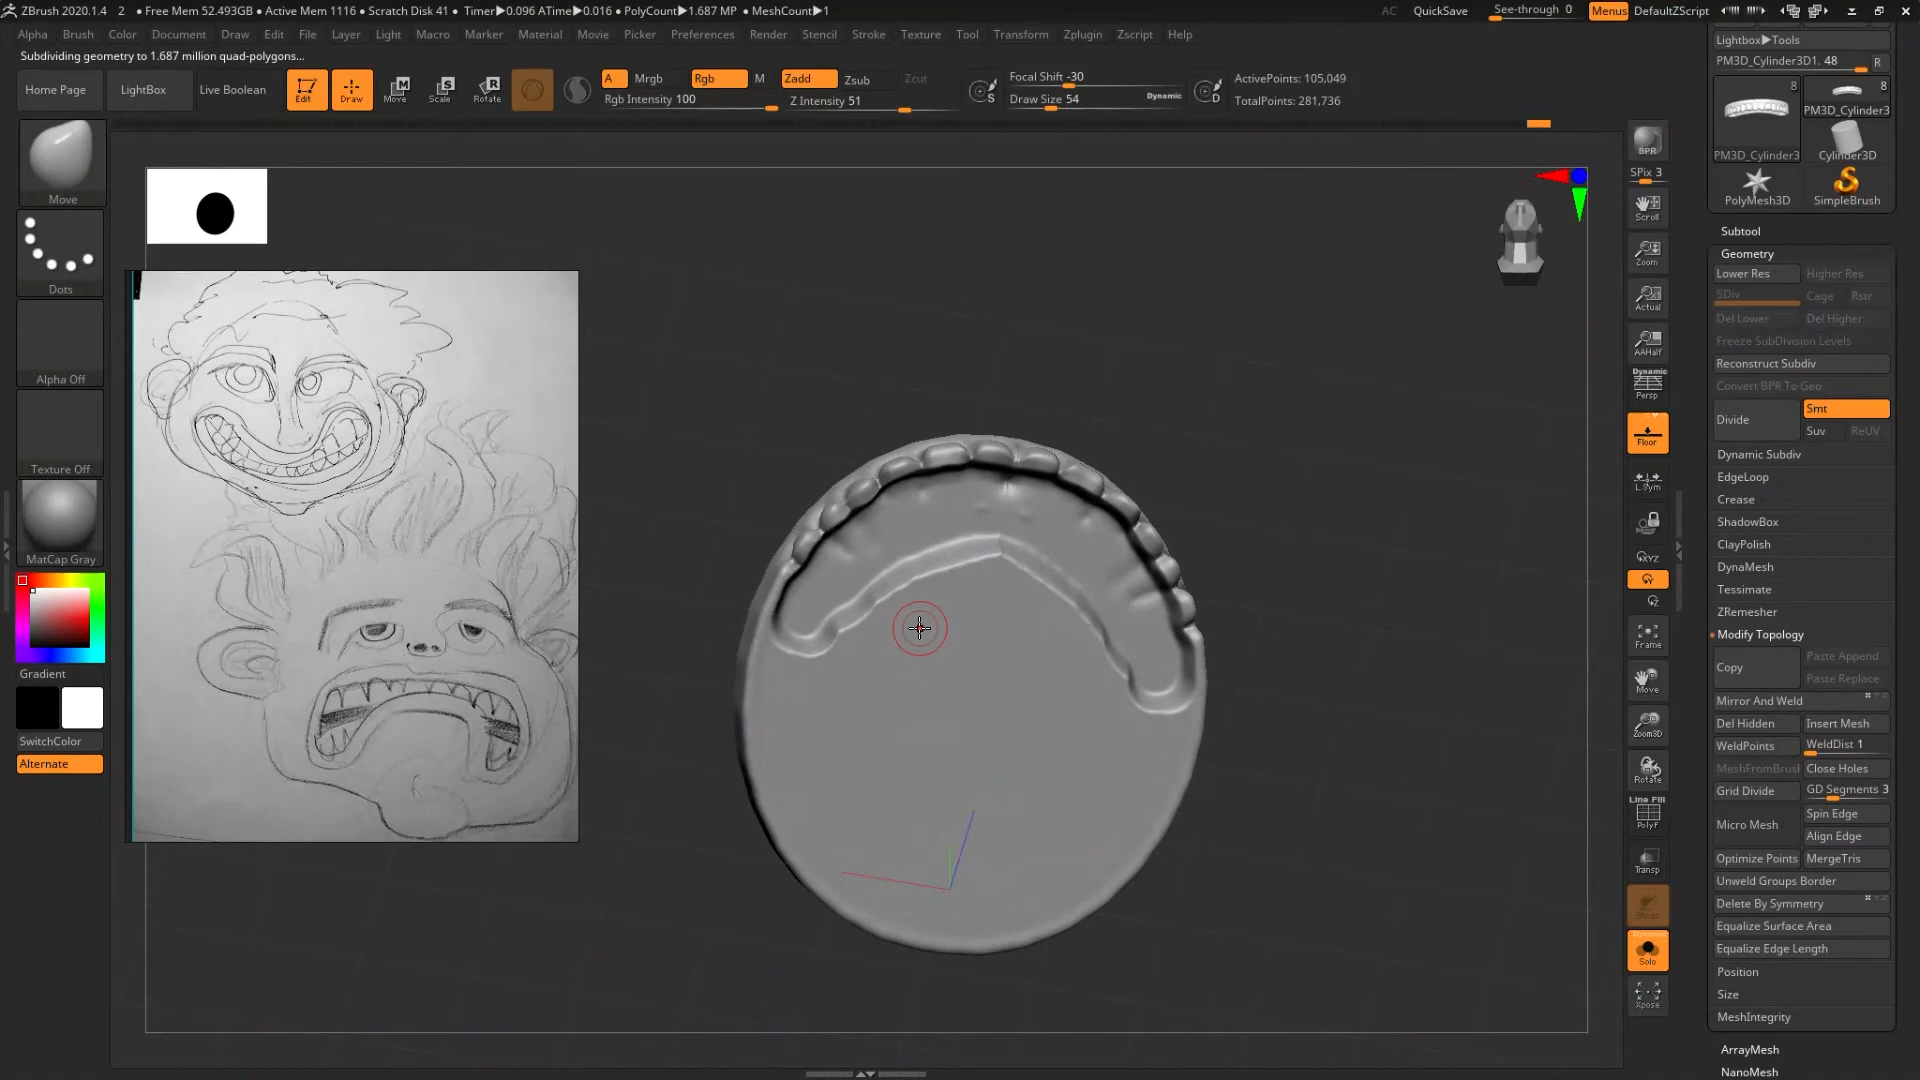 ZBrush 2020.1.4 2 ● Free Mem 52.493GB ● Active Mem 1116 ● Scratch Disk 41 ● Timer▶0.096 ATime▶0.016 ● PolyCount▶1.687 MP ● MeshCount▶1
AC QuickSave See-through 0 Menus DefaultZScript
Alpha Brush Color Document Draw Edit File Layer Light Macro Marker Material Movie Picker Preferences Render Stencil Stroke Texture Tool Transform Zplugin Zscript Help
Subdividing geometry to 1.687 million quad-polygons...
Home Page LightBox Live Boolean
Edit Draw Move Scale Rotate
A Mrgb Rgb M Zadd Zsub Zcut
Rgb Intensity 100 Z Intensity 51
S Focal Shift -30
Draw Size 54 Dynamic D
ActivePoints: 105,049
TotalPoints: 281,736
Move
Dots
Alpha Off
Texture Off
MatCap Gray
Gradient
SwitchColor
Alternate
BPR
SPix 3
Scroll
Zoom
Actual
AAHalf
Dynamic
Persp
Floor
L.Sym
XYZ
Y
Z
Frame
Move
Zoom3D
Rotate
Line Fill
PolyF
Transp
Dynamic
Solo
Xpose
Lightbox▶Tools
PM3D_Cylinder3D1. 48 R
8 8
PM3D_Cylinder3
PM3D_Cylinder3 Cylinder3D
PolyMesh3D SimpleBrush
Subtool
Geometry
Lower Res Higher Res
SDiv Cage Rstr
Del Lower Del Higher
Freeze SubDivision Levels
Reconstruct Subdiv
Convert BPR To Geo
Divide Smt
Suv ReUV
Dynamic Subdiv
EdgeLoop
Crease
ShadowBox
ClayPolish
DynaMesh
Tessimate
ZRemesher
Modify Topology
Copy Paste Append
Paste Replace
Mirror And Weld
Del Hidden Insert Mesh
WeldPoints WeldDist 1
MeshFromBrush Close Holes
Grid Divide GD Segments 3
Micro Mesh Spin Edge
Align Edge
Optimize Points MergeTris
Unweld Groups Border
Delete By Symmetry
Equalize Surface Area
Equalize Edge Length
Position
Size
MeshIntegrity
ArrayMesh
NanoMesh